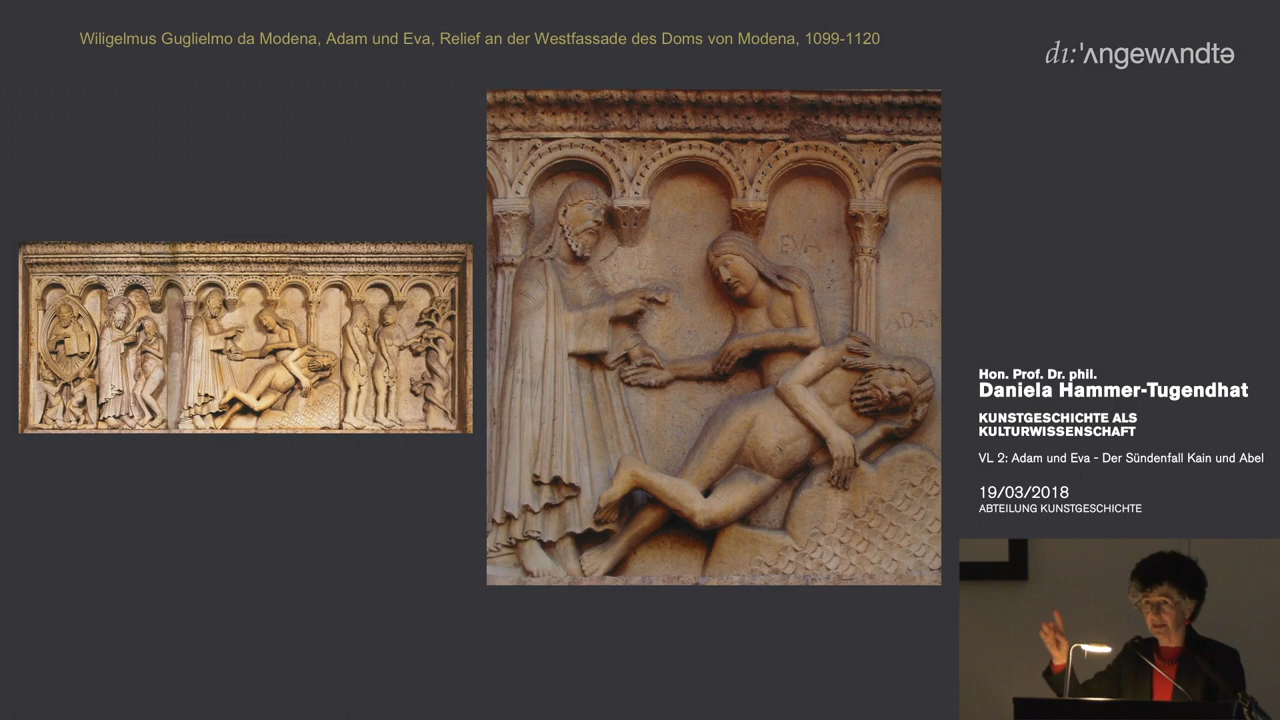 Wiligelmus Guglielmo da Modena, Adam und Eva, Relief an der Westfassade des Doms von Modena, 1099-1120
dı:'ʌngewʌndtə
EVA
ADAM
Hon. Prof. Dr. phil.
Daniela Hammer-Tugendhat
KUNSTGESCHICHTE ALS
KULTURWISSENSCHAFT
VL 2: Adam und Eva - Der Sündenfall Kain und Abel
19/03/2018
ABTEILUNG KUNSTGESCHICHTE